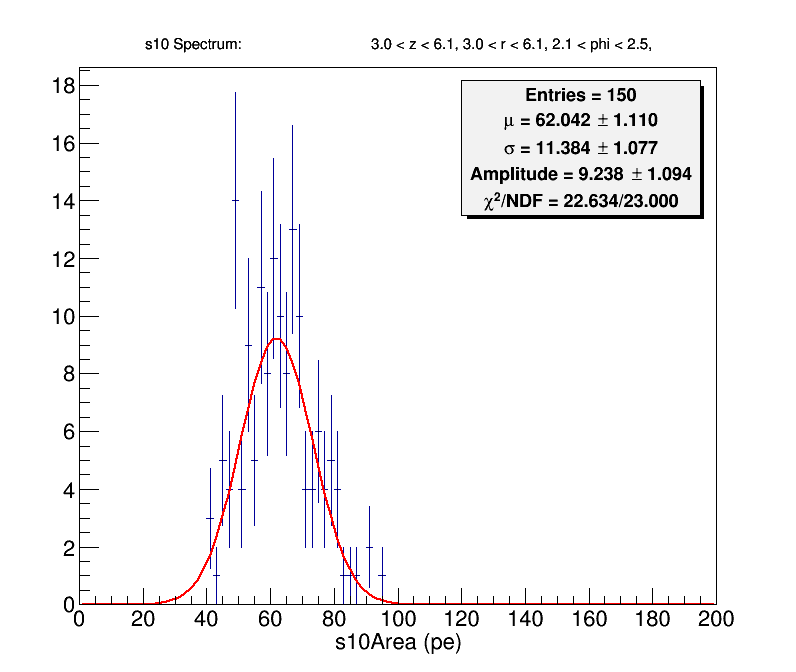 s10 Spectrum: 3.0 < z < 6.1, 3.0 < r < 6.1, 2.1 < phi < 2.5,
Entries = 150
μ = 62.042 ± 1.110
σ = 11.384 ± 1.077
Amplitude = 9.238 ± 1.094
χ²/NDF = 22.634/23.000
18
16
14
12
10
8
6
4
2
0
0 20 40 60 80 100 120 140 160 180 200
s10Area (pe)